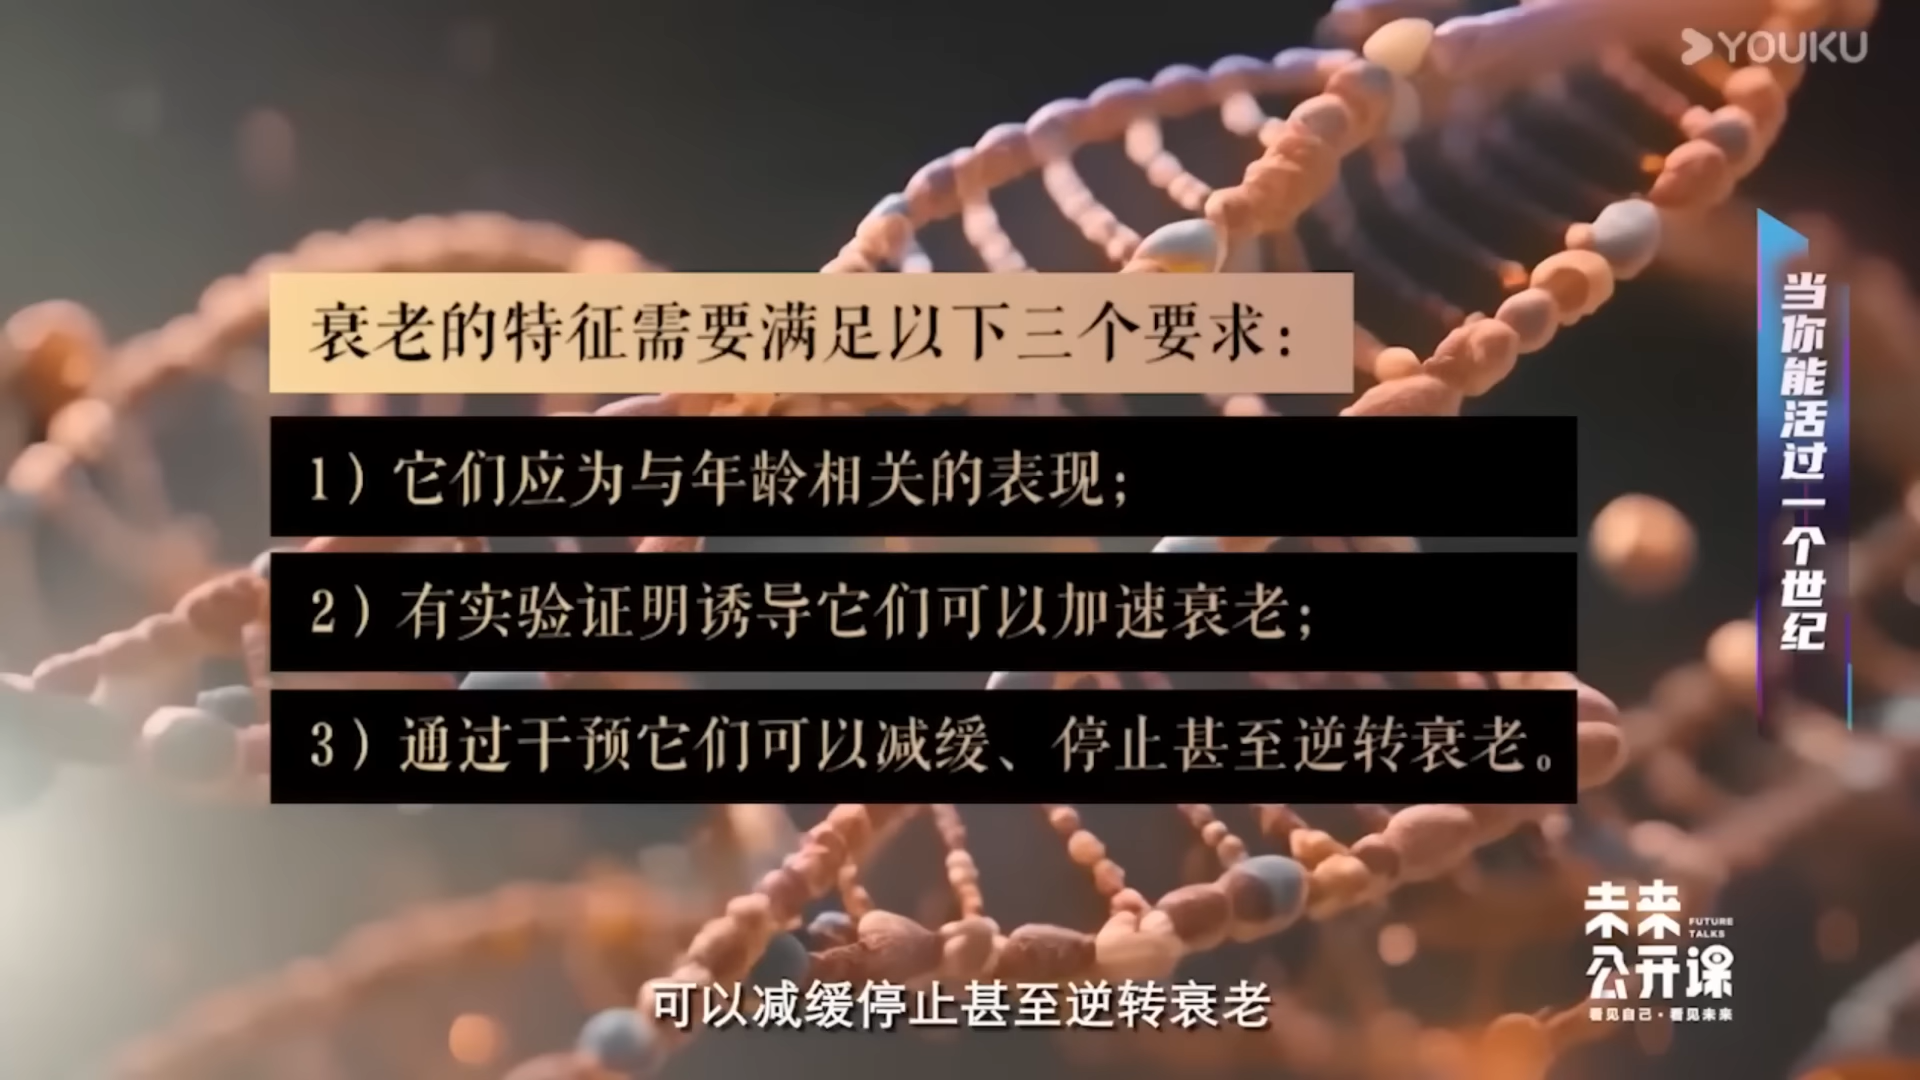 YOUKU
衰老的特征需要满足以下三个要求：
1）它们应为与年龄相关的表现；
2）有实验证明诱导它们可以加速衰老；
3）通过干预它们可以减缓、停止甚至逆转衰老。
当你能活过一个世纪
未来
FUTURE
TALKS
公开课
看见自己·看见未来
可以减缓停止甚至逆转衰老